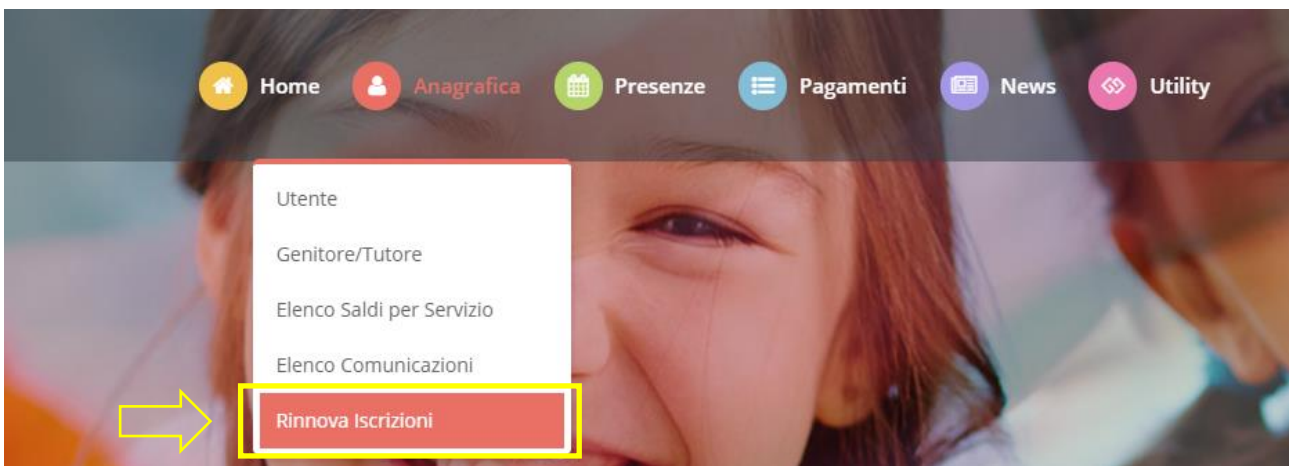 Home Anagrafica Presenze Pagamenti News Utility
Utente
Genitore/Tutore
Elenco Saldi per Servizio
Elenco Comunicazioni
Rinnova Iscrizioni